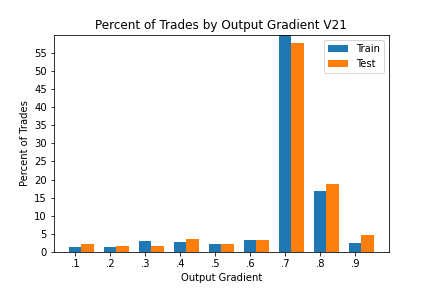 Percent of Trades by Output Gradient V21
Train
Test
Percent of Trades
55
50
45
40
35
30
25
20
15
10
5
0
.1 .2 .3 .4 .5 .6 .7 .8 .9
Output Gradient